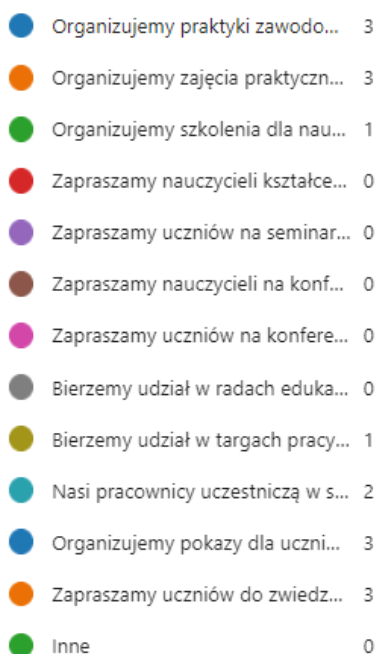 Organizujemy praktyki zawodo... 3
Organizujemy zajęcia praktyczn... 3
Organizujemy szkolenia dla nau... 1
Zapraszamy nauczycieli kształce... 0
Zapraszamy uczniów na seminar... 0
Zapraszamy nauczycieli na konf... 0
Zapraszamy uczniów na konfere... 0
Bierzemy udział w radach eduka... 0
Bierzemy udział w targach pracy... 1
Nasi pracownicy uczestniczą w s... 2
Organizujemy pokazy dla uczni... 3
Zapraszamy uczniów do zwiedz... 3
Inne 0